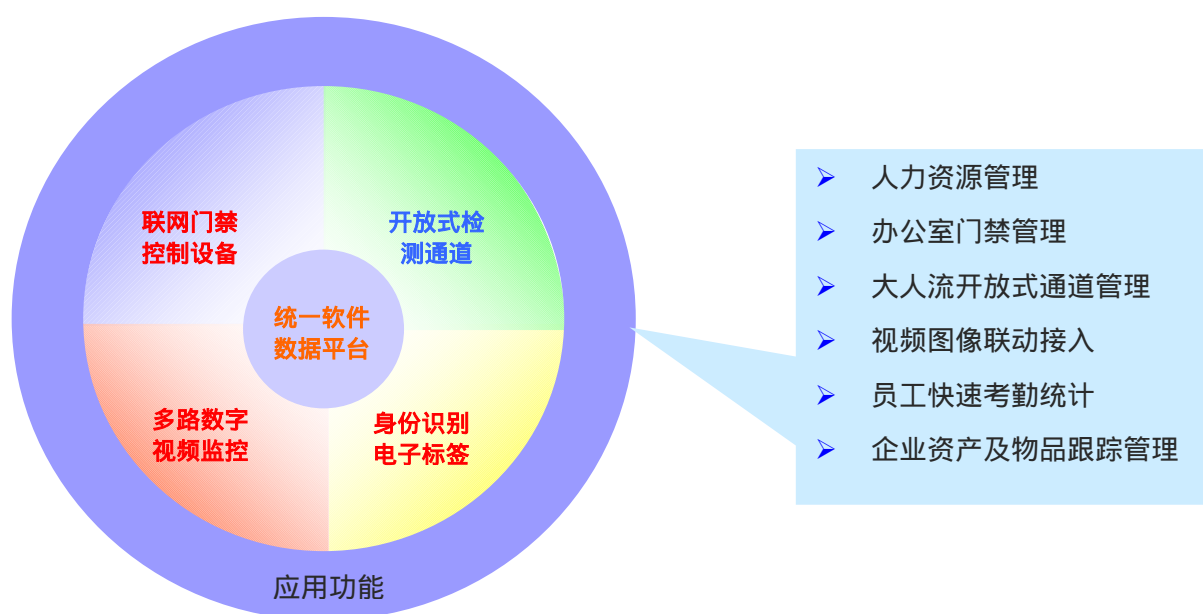 联网门禁
控制设备
开放式检
测通道
统一软件
数据平台
多路数字
视频监控
身份识别
电子标签
应用功能
人力资源管理
办公室门禁管理
大人流开放式通道管理
视频图像联动接入
员工快速考勤统计
企业资产及物品跟踪管理